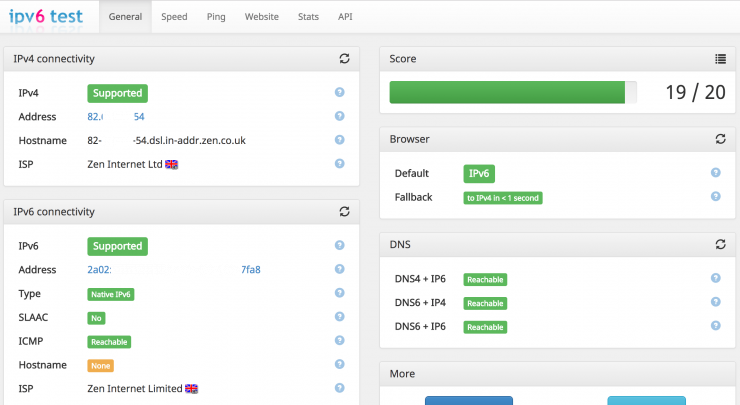 ipv6 test
General
Speed
Ping
Website
Stats
API
IPv4 connectivity
IPv4 Supported
Address 82. 54
Hostname 82- -54.dsl.in-addr.zen.co.uk
ISP Zen Internet Ltd
IPv6 connectivity
IPv6 Supported
Address 2a02: 7fa8
Type Native IPv6
SLAAC No
ICMP Reachable
Hostname None
ISP Zen Internet Limited
Score
19 / 20
Browser
Default IPv6
Fallback to IPv4 in < 1 second
DNS
DNS4 + IP6 Reachable
DNS6 + IP4 Reachable
DNS6 + IP6 Reachable
More